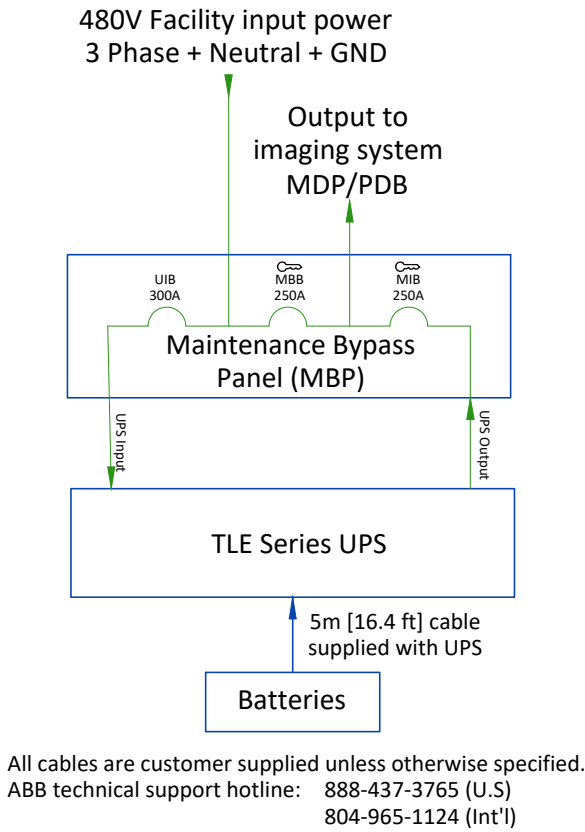 480V Facility input power
3 Phase + Neutral + GND
Output to
imaging system
MDP/PDB
UIB
300A
MBB
250A
MIB
250A
Maintenance Bypass
Panel (MBP)
UPS Input
UPS Output
TLE Series UPS
5m [16.4 ft] cable
supplied with UPS
Batteries
All cables are customer supplied unless otherwise specified.
ABB technical support hotline: 888-437-3765 (U.S)
804-965-1124 (Int'l)